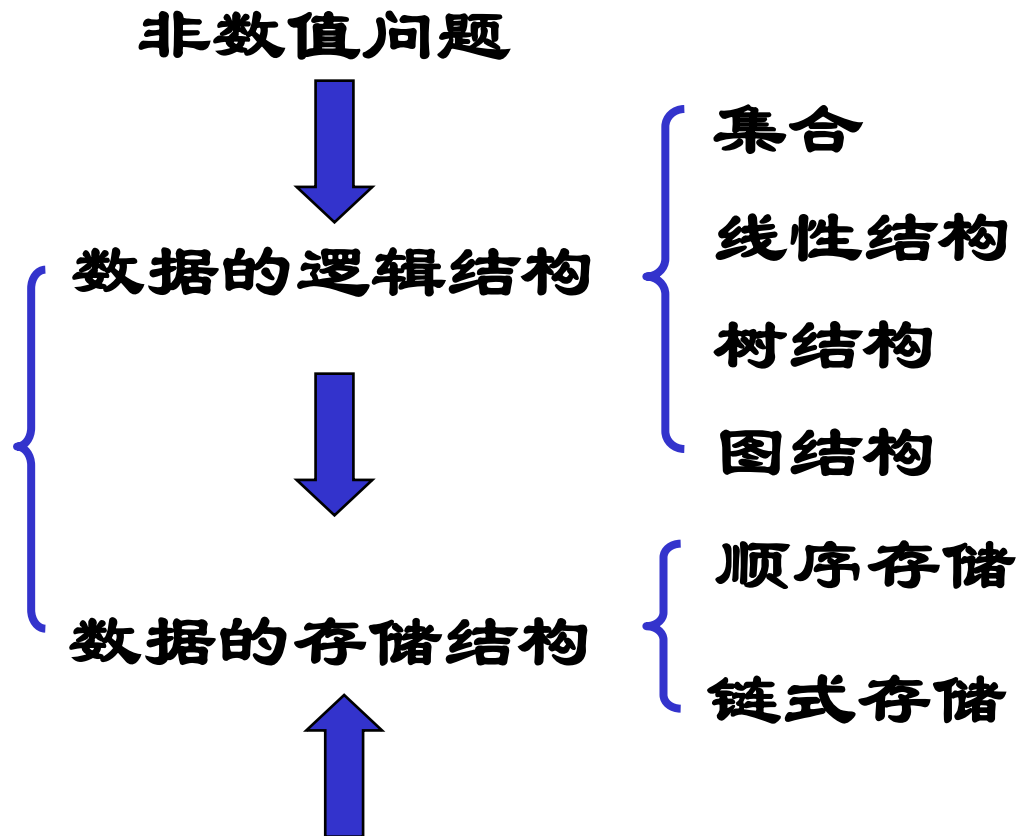 非数值问题
数据的逻辑结构
集合
线性结构
树结构
图结构
数据的存储结构
顺序存储
链式存储